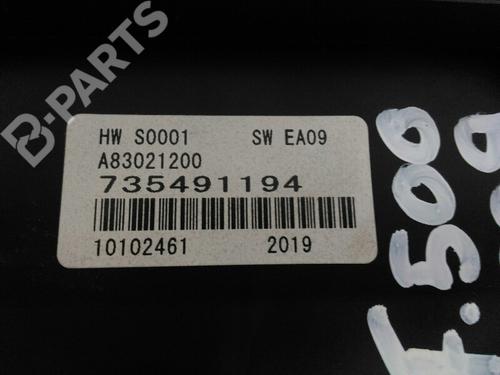 B-PARTS
HW S0001 SW EA09
A83021200
735491194
10102461 2019
F.500